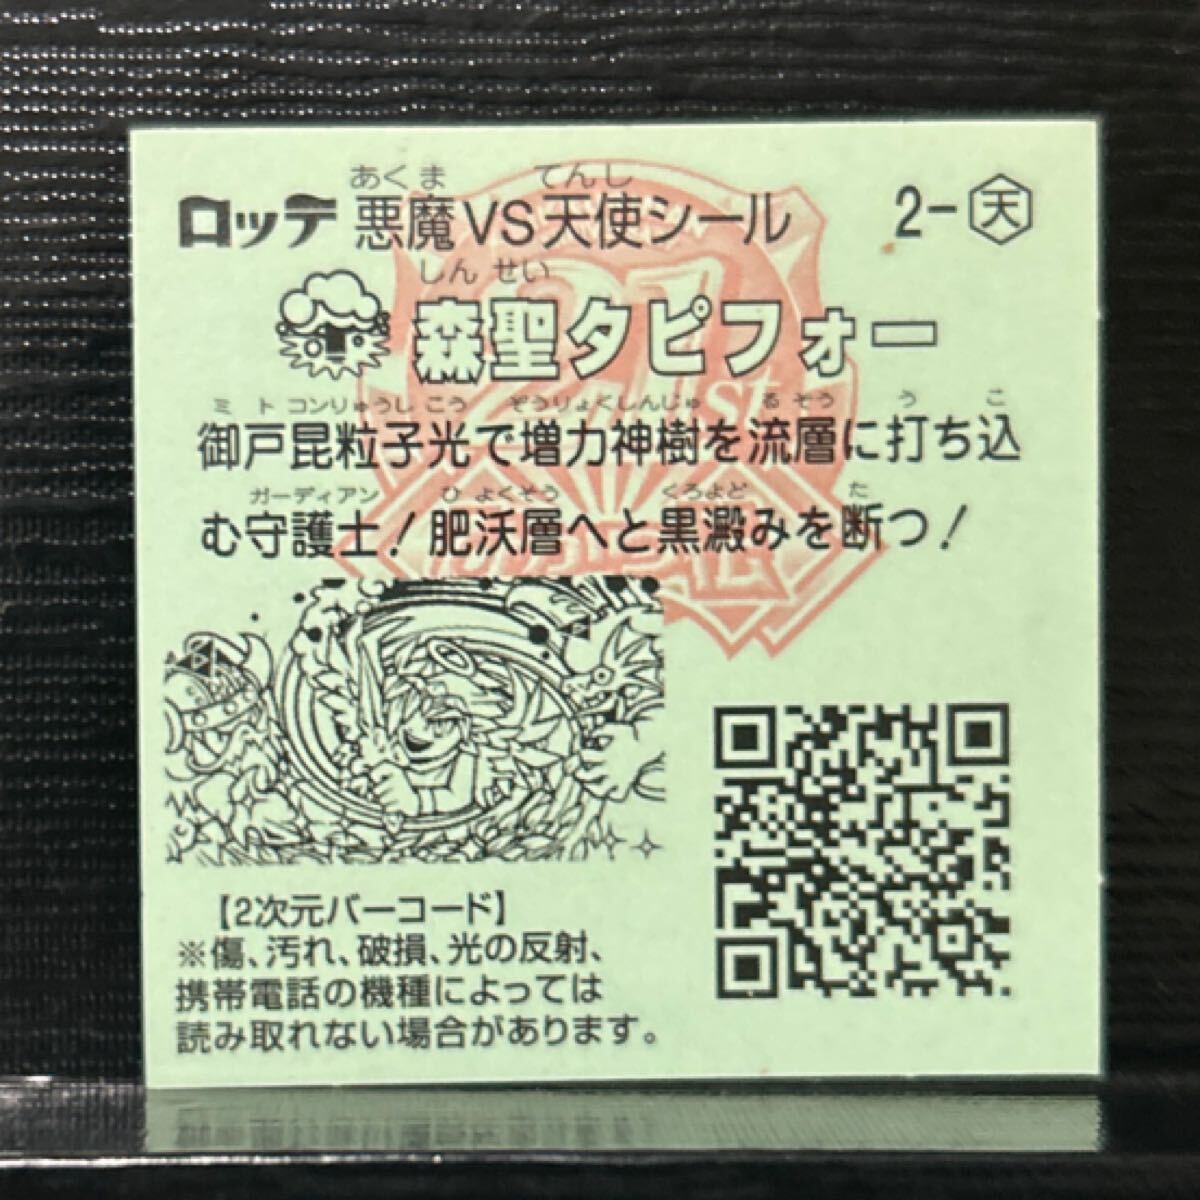 あくま てんし
ロッテ 悪魔VS天使シール 2-天
しん せい
21st
森聖タピフォー
ミ ト コンりゅうし こう ぞうりょくしんじゅ る そう う こ
御戸昆粒子光で増力神樹を流層に打ち込
ガーディアン ひ よくそう くろよど た
む守護士!肥沃層へと黒澱みを断つ!
【2次元バーコード】
※傷、汚れ、破損、光の反射、
携帯電話の機種によっては
読み取れない場合があります。